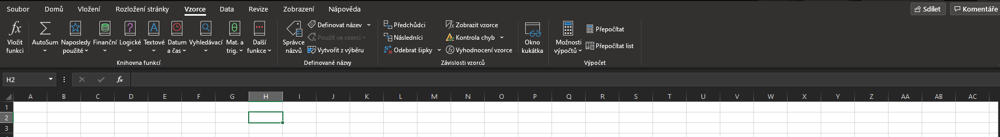 Soubor Domů Vložení Rozložení stránky Vzorce Data Revize Zobrazení Nápověda Sdílet Komentáře
fx Σ θ
Vložit funkci
AutoSum
Naposledy použité
Finanční
Logické
Textové
Datum a čas
Vyhledávací
Mat. a trig.
Další funkce
Knihovna funkcí
Správce názvů
Definovat název
Použít ve vzorci
Vytvořit z výběru
Definované názvy
Předchůdci
Následníci
Odebrat šipky
Zobrazit vzorce
Kontrola chyb
Vyhodnocení vzorce
Závislosti vzorců
Okno kukátka
Možnosti výpočtů
Přepočítat
Přepočítat list
Výpočet
H2 fx
A B C D E F G H I J K L M N O P Q R S T U V W X Y Z AA AB AC
1
2
3